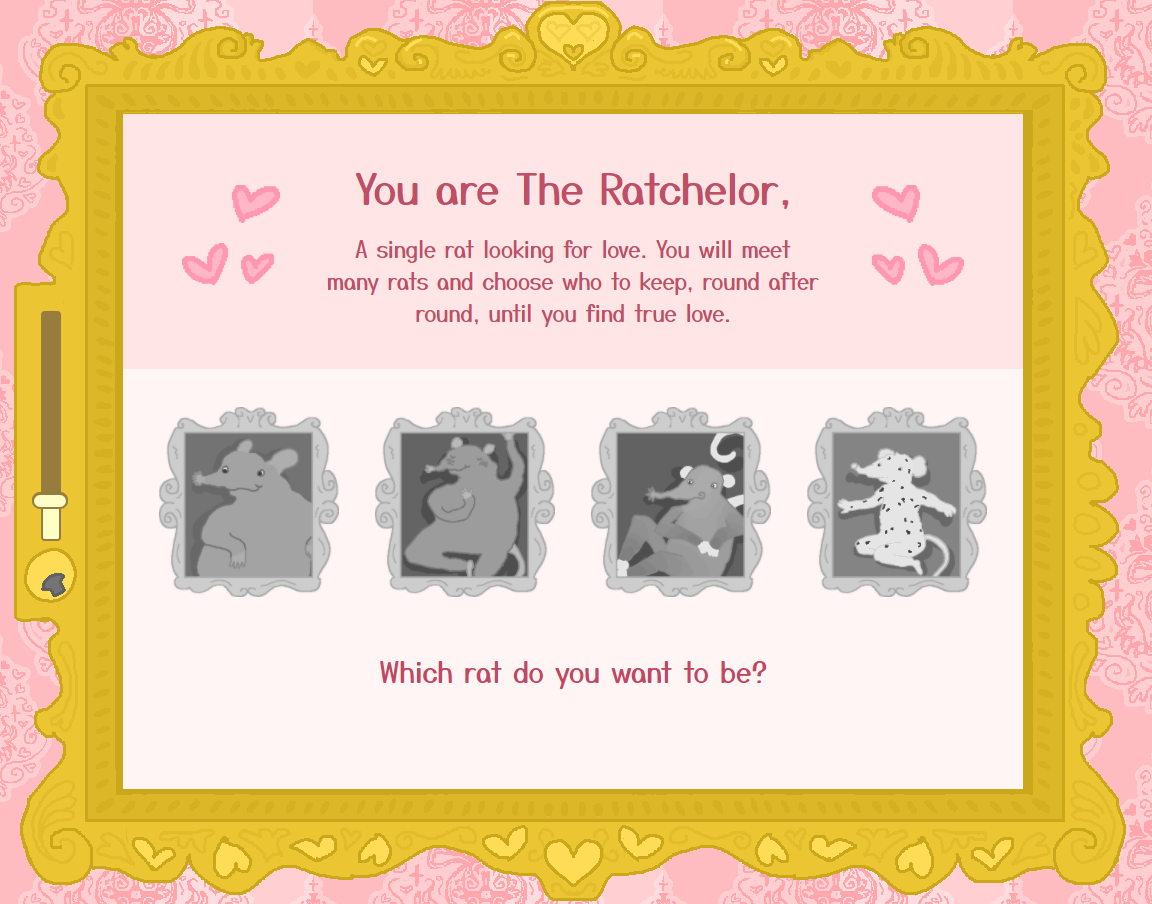 You are The Ratchelor,
A single rat looking for love. You will meet
many rats and choose who to keep, round after
round, until you find true love.
Which rat do you want to be?